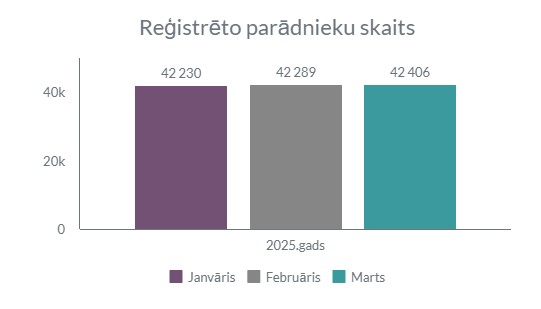 Reģistrēto parādnieku skaits
42 230
42 289
42 406
40k
20k
0
2025.gads
Janvāris
Februāris
Marts